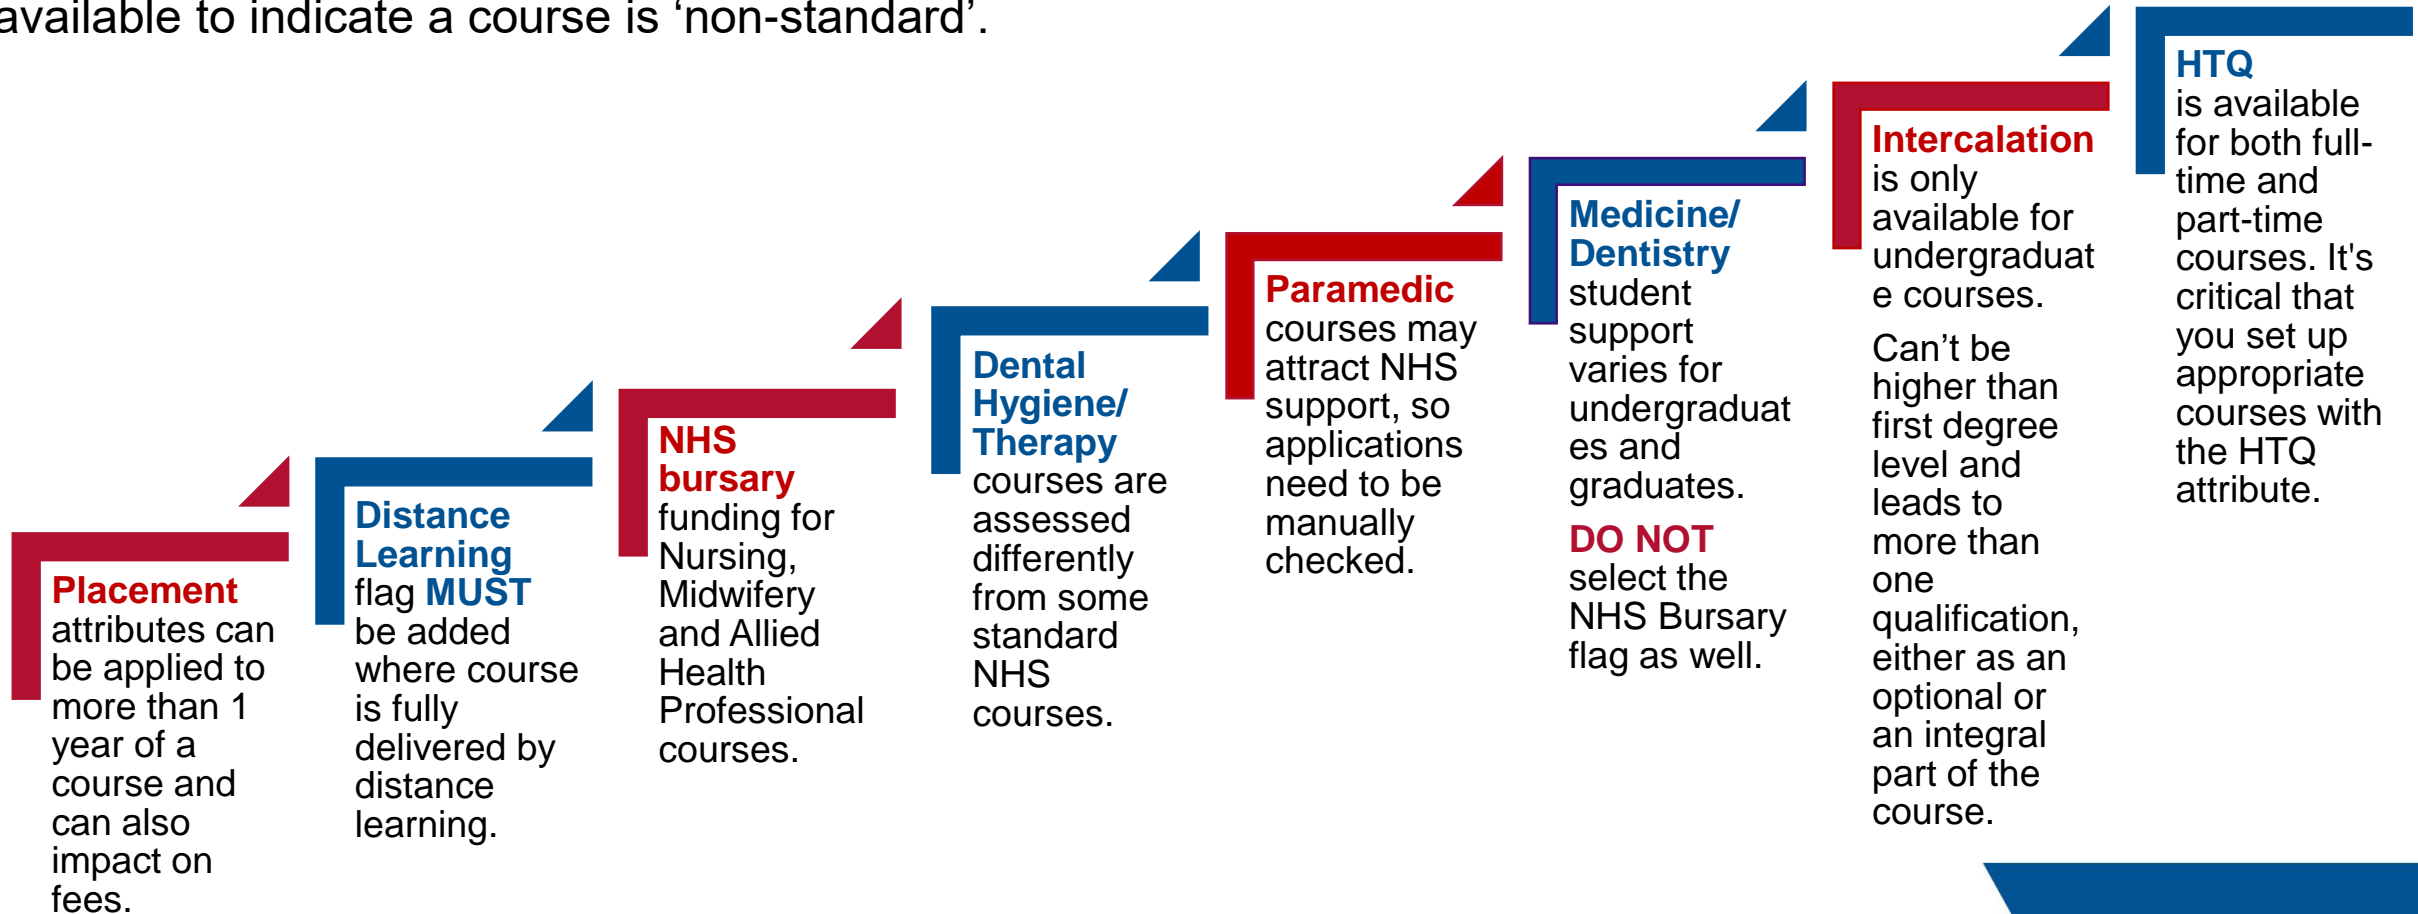 available to indicate a course is ‘non-standard’.
Placement
attributes can
be applied to
more than 1
year of a
course and
can also
impact on
fees.
Distance
Learning
flag MUST
be added
where course
is fully
delivered by
distance
learning.
NHS
bursary
funding for
Nursing,
Midwifery
and Allied
Health
Professional
courses.
Dental
Hygiene/
Therapy
courses are
assessed
differently
from some
standard
NHS
courses.
Paramedic
courses may
attract NHS
support, so
applications
need to be
manually
checked.
Medicine/
Dentistry
student
support
varies for
undergraduat
es and
graduates.
DO NOT
select the
NHS Bursary
flag as well.
Intercalation
is only
available for
undergraduat
e courses.
Can’t be
higher than
first degree
level and
leads to
more than
one
qualification,
either as an
optional or
an integral
part of the
course.
HTQ
is available
for both full-
time and
part-time
courses. It's
critical that
you set up
appropriate
courses with
the HTQ
attribute.